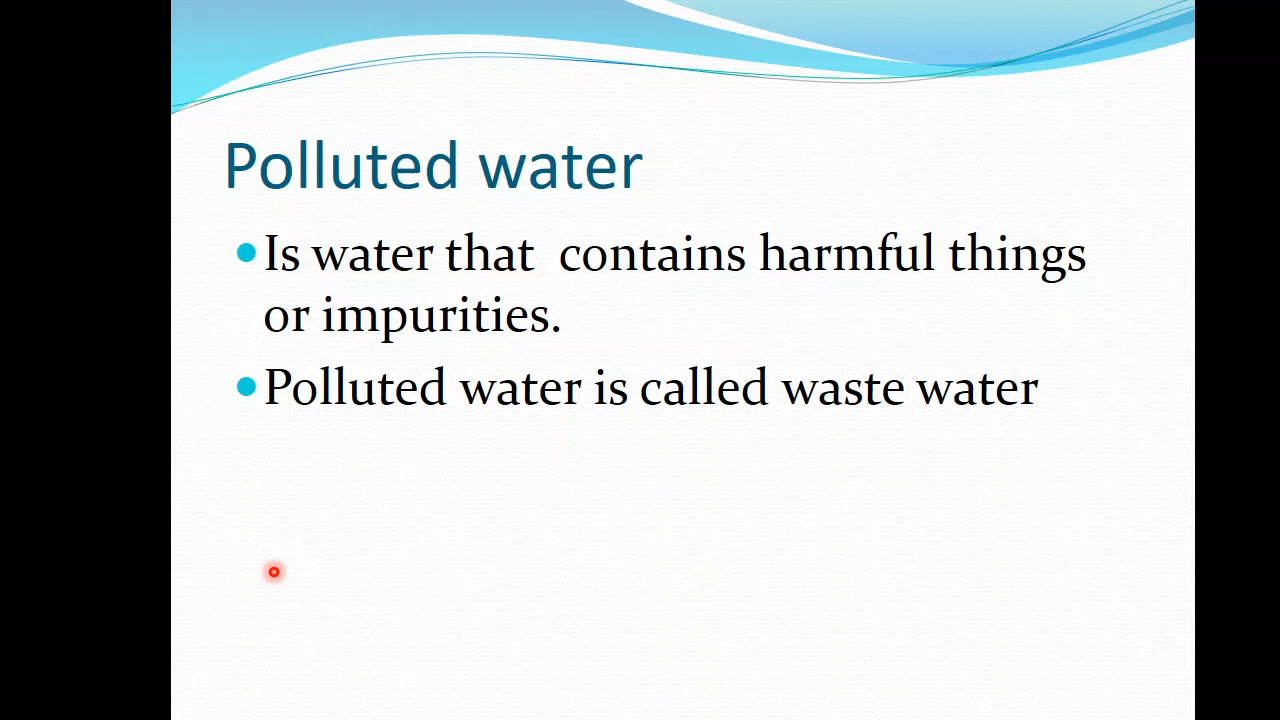 Polluted water
Is water that  contains harmful things
or impurities.
Polluted water is called waste water